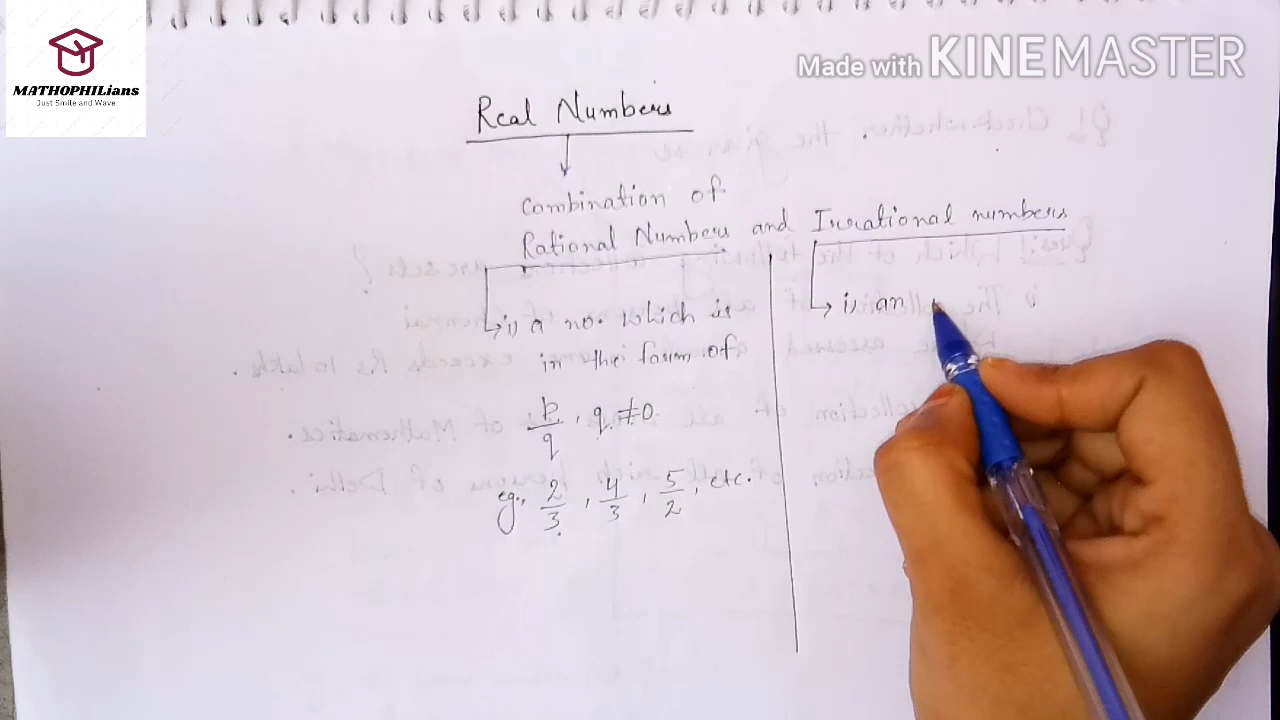 MATHOPHILians
Just Smile and Wave
Made with KINEMASTER
Real Numbers
Combination of
Rational Numbers and Irrational numbers
is a no. which is
in the form of
p/q, q ≠ 0.
eg., 2/3, 4/3, 5/2, etc.
is an